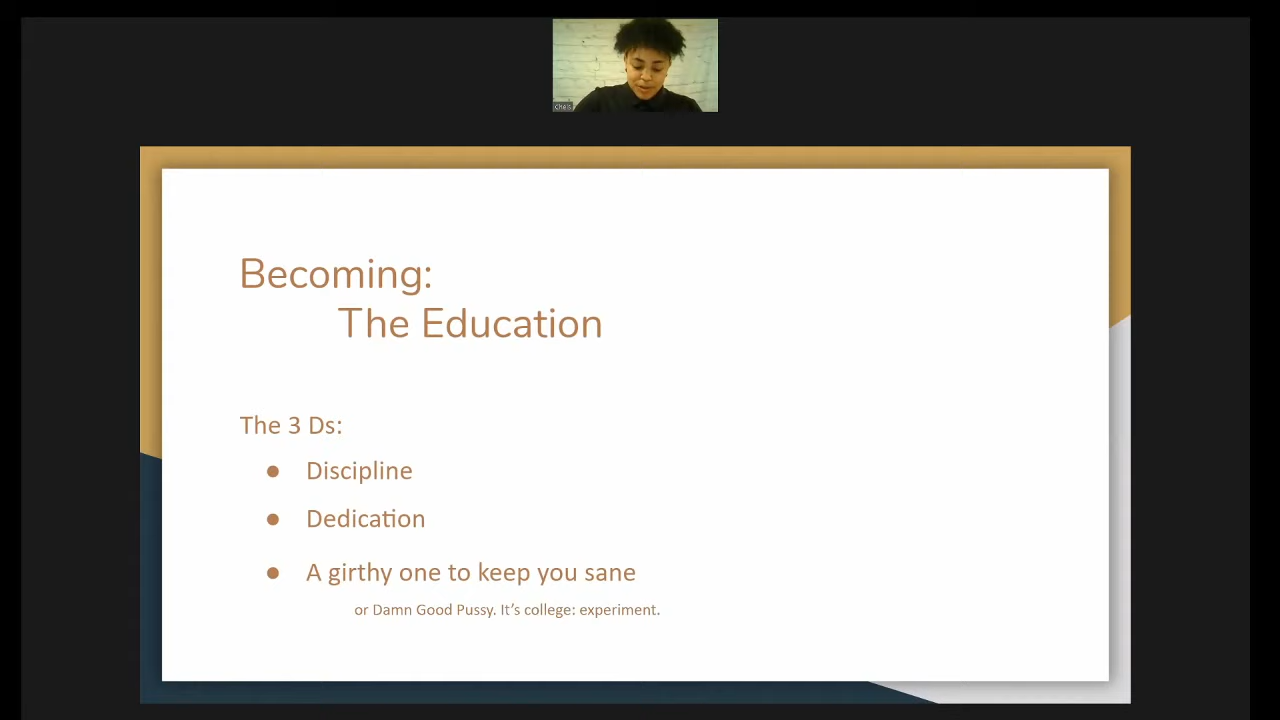 chels
Becoming:
The Education
The 3 Ds:
● Discipline
● Dedication
● A girthy one to keep you sane
or Damn Good Pussy. It's college: experiment.